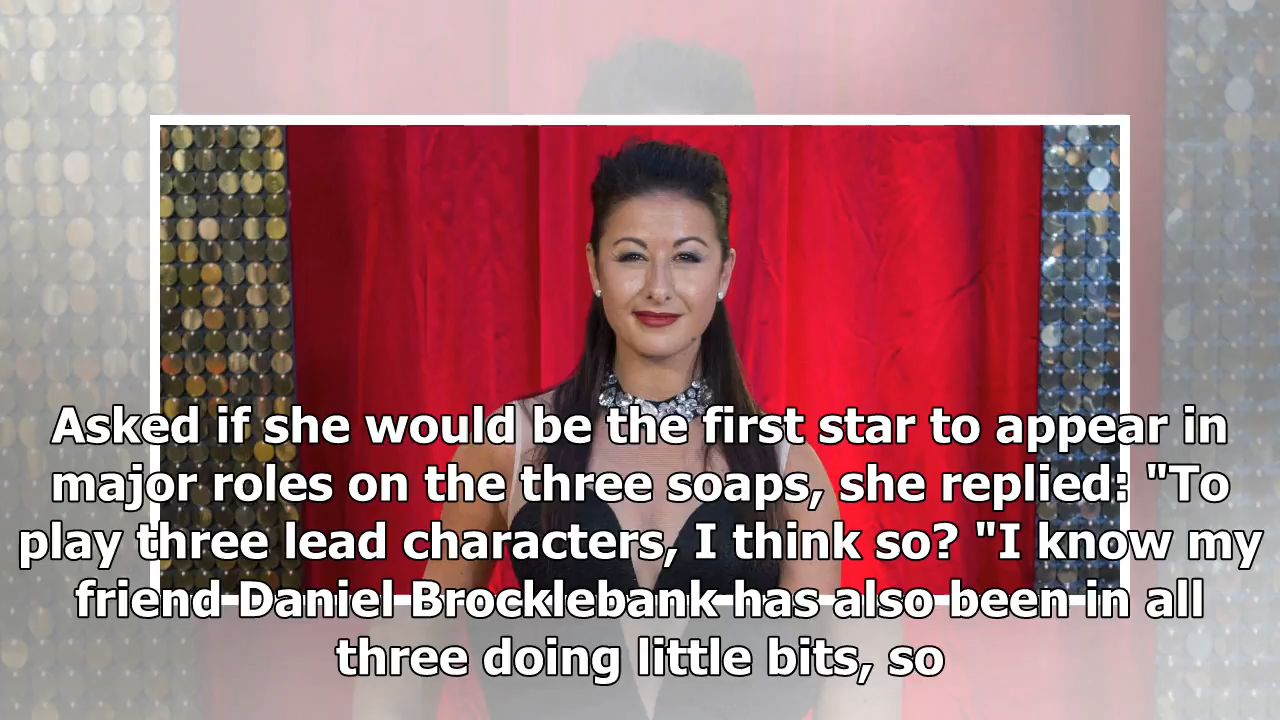 Asked if she would be the first star to appear in
major roles on the three soaps, she replied: "To
play three lead characters, I think so? "I know my
friend Daniel Brocklebank has also been in all
three doing little bits, so